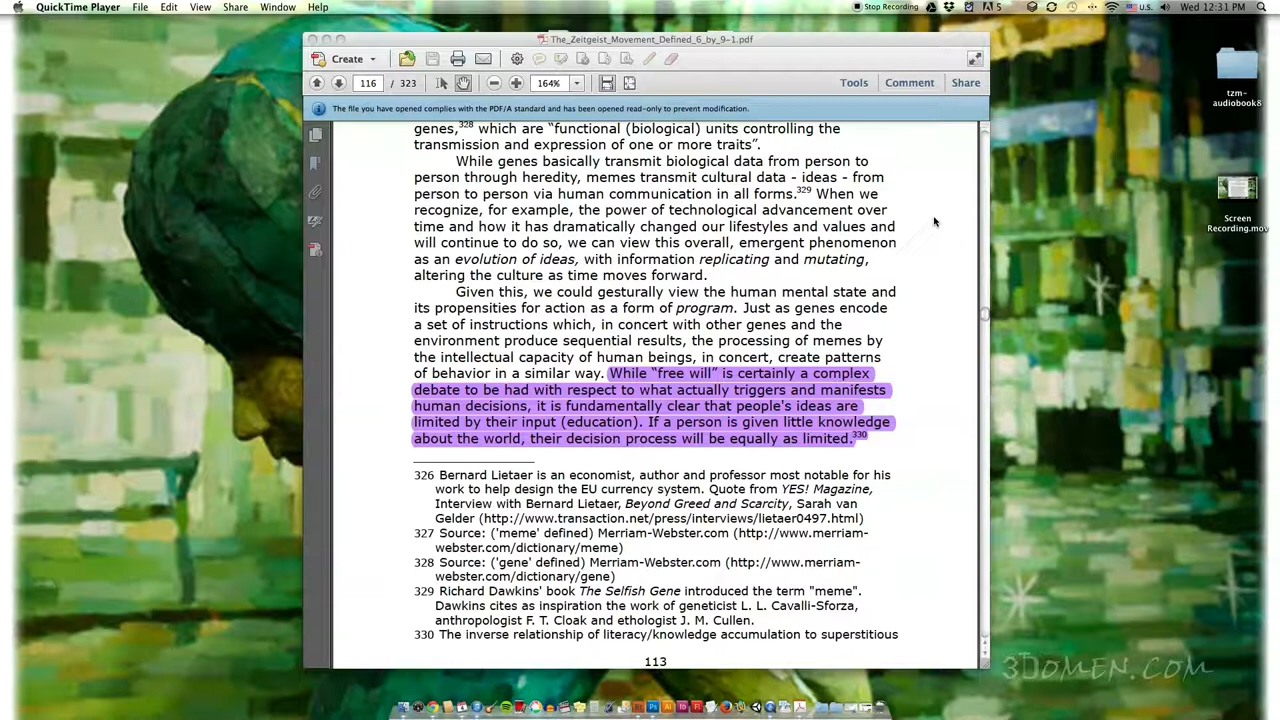 QuickTime Player File Edit View Share Window Help
Stop Recording 5 U.S. Wed 12:31 PM
The_Zeitgeist_Movement_Defined_6_by_9-1.pdf
Create
116 / 323 164% Tools Comment Share
The file you have opened complies with the PDF/A standard and has been opened read-only to prevent modification.
genes,328 which are “functional (biological) units controlling the
transmission and expression of one or more traits”.
While genes basically transmit biological data from person to
person through heredity, memes transmit cultural data - ideas - from
person to person via human communication in all forms.329 When we
recognize, for example, the power of technological advancement over
time and how it has dramatically changed our lifestyles and values and
will continue to do so, we can view this overall, emergent phenomenon
as an evolution of ideas, with information replicating and mutating,
altering the culture as time moves forward.
Given this, we could gesturally view the human mental state and
its propensities for action as a form of program. Just as genes encode
a set of instructions which, in concert with other genes and the
environment produce sequential results, the processing of memes by
the intellectual capacity of human beings, in concert, create patterns
of behavior in a similar way. While “free will” is certainly a complex
debate to be had with respect to what actually triggers and manifests
human decisions, it is fundamentally clear that people's ideas are
limited by their input (education). If a person is given little knowledge
about the world, their decision process will be equally as limited.330
326 Bernard Lietaer is an economist, author and professor most notable for his
work to help design the EU currency system. Quote from YES! Magazine,
Interview with Bernard Lietaer, Beyond Greed and Scarcity, Sarah van
Gelder (http://www.transaction.net/press/interviews/lietaer0497.html)
327 Source: ('meme' defined) Merriam-Webster.com (http://www.merriam-
webster.com/dictionary/meme)
328 Source: ('gene' defined) Merriam-Webster.com (http://www.merriam-
webster.com/dictionary/gene)
329 Richard Dawkins' book The Selfish Gene introduced the term "meme".
Dawkins cites as inspiration the work of geneticist L. L. Cavalli-Sforza,
anthropologist F. T. Cloak and ethologist J. M. Cullen.
330 The inverse relationship of literacy/knowledge accumulation to superstitious
113
tzm-
audiobook8
Screen
Recording.mov
3DOMEN.COM